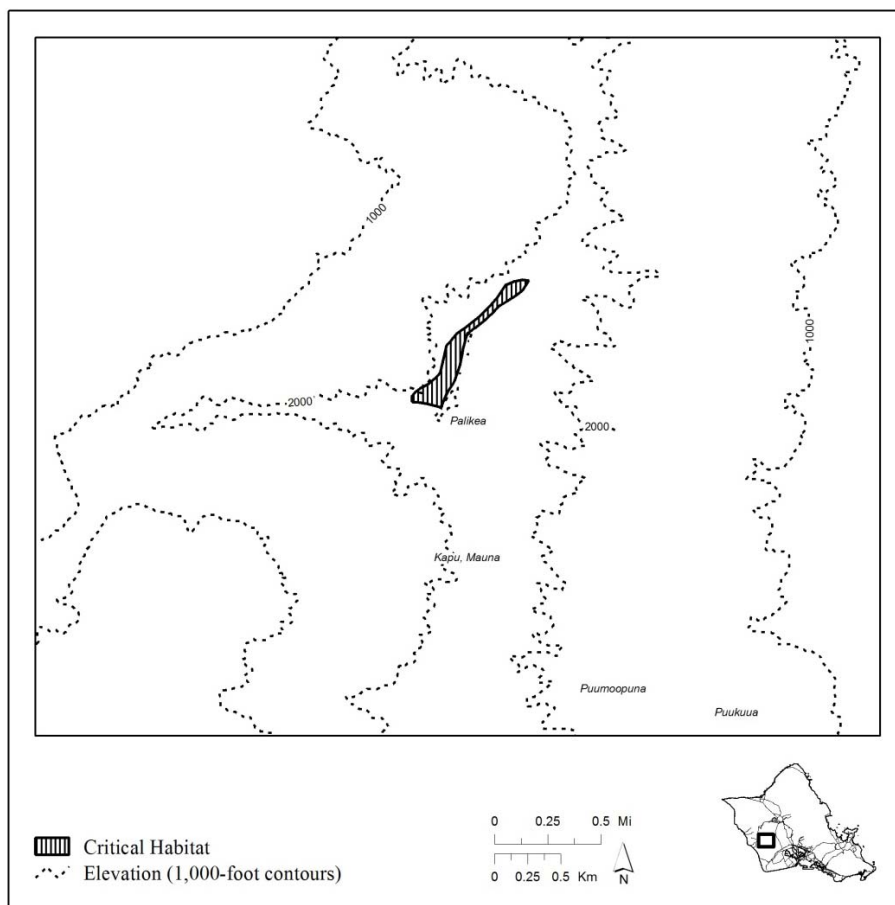 1000
1000
2000
Palikea
2000
Kapu, Mauna
Puumoopuna
Puukuua
Critical Habitat
Elevation (1,000-foot contours)
0 0.25 0.5 Mi
0 0.25 0.5 Km
N